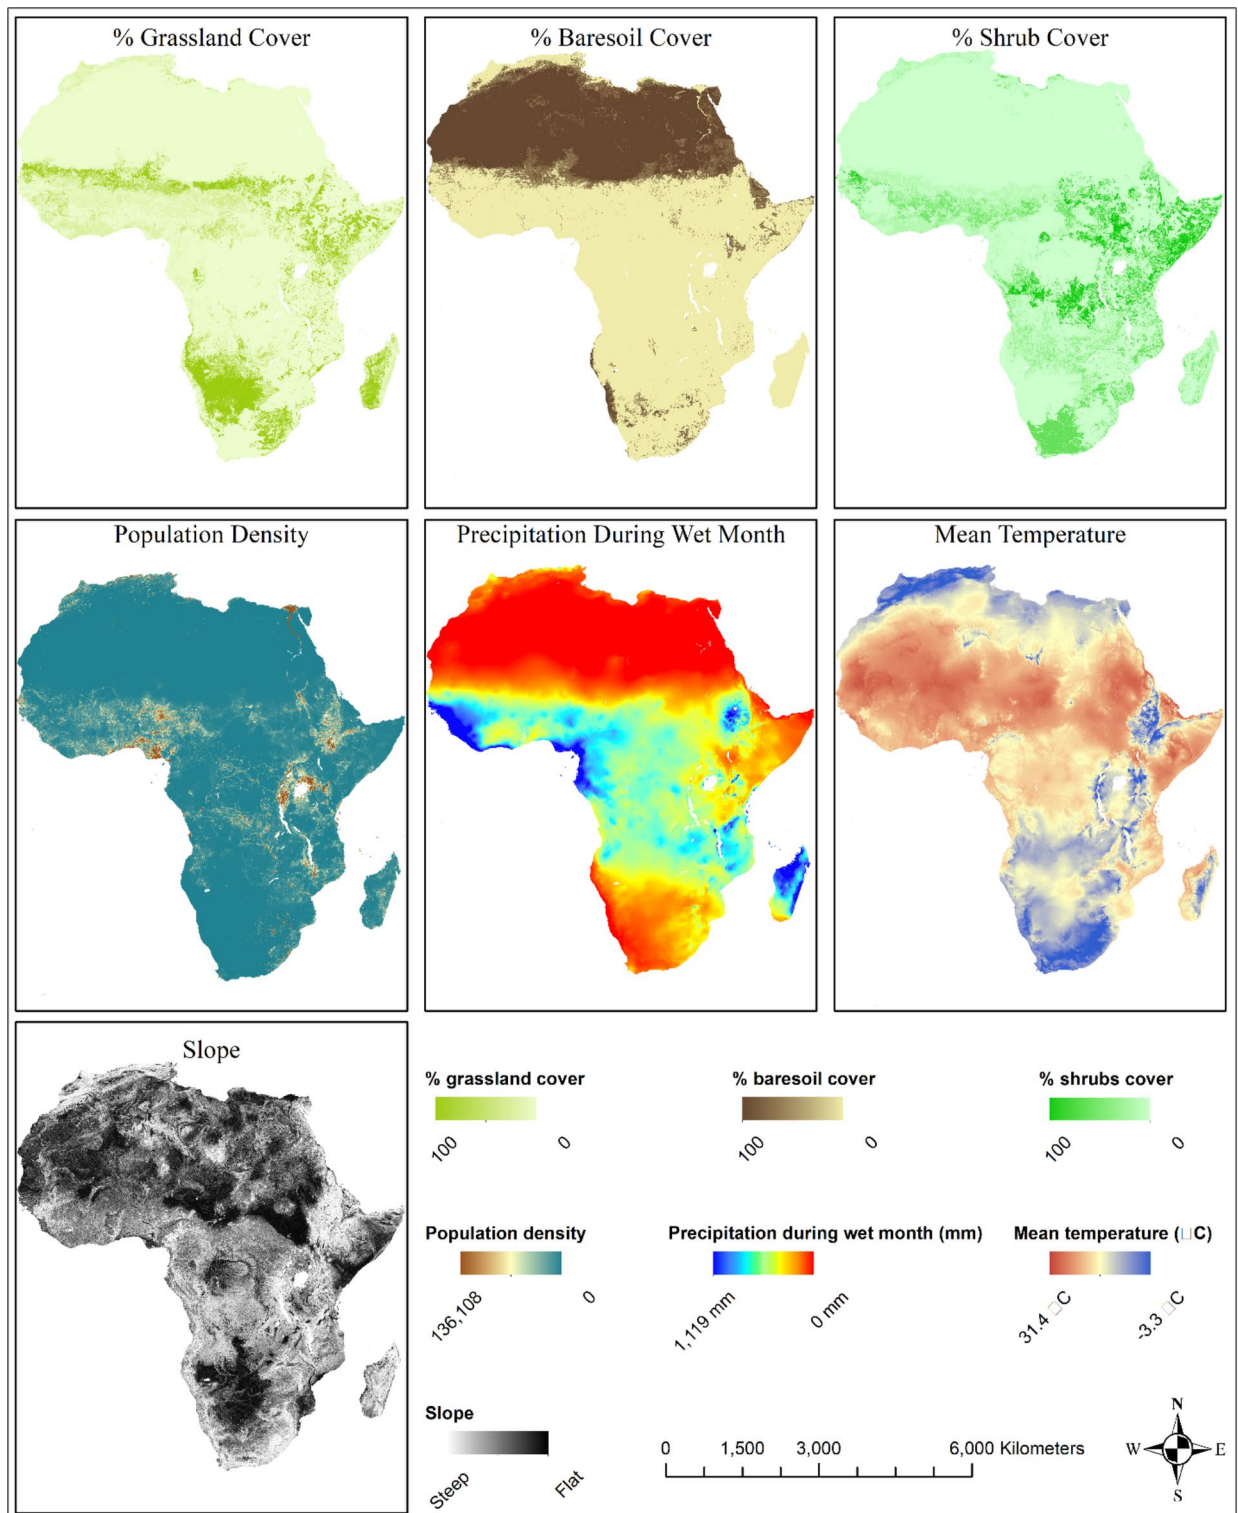 % Grassland Cover
% Baresoil Cover
% Shrub Cover
Population Density
Precipitation During Wet Month
Mean Temperature
Slope
% grassland cover
100
0
% baresoil cover
100
0
% shrubs cover
100
0
Population density
136,108
0
Precipitation during wet month (mm)
1,119 mm
0 mm
Mean temperature (□C)
31.4 □C
-3.3 □C
Slope
Steep
Flat
0 1,500 3,000 6,000 Kilometers
N
W E
S